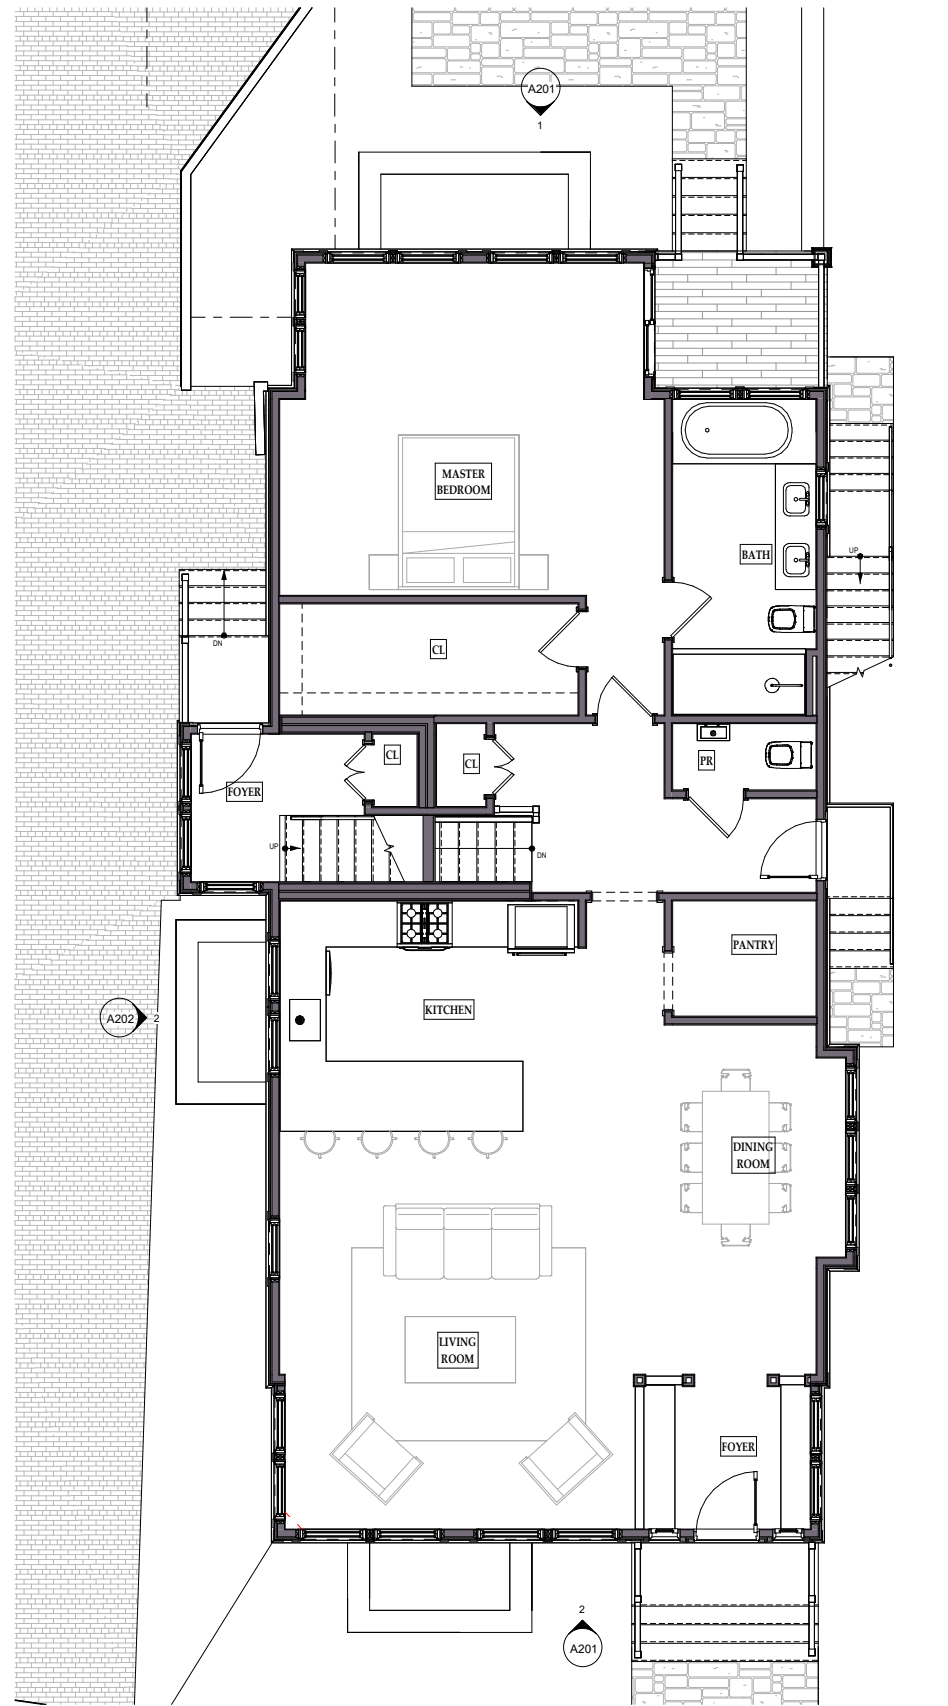 A201
1
MASTER
BEDROOM
BATH
UP
DN
CL
CL
CL
PR
FOYER
UP
DN
PANTRY
KITCHEN
A202
2
DINING
ROOM
LIVING
ROOM
FOYER
2
A201